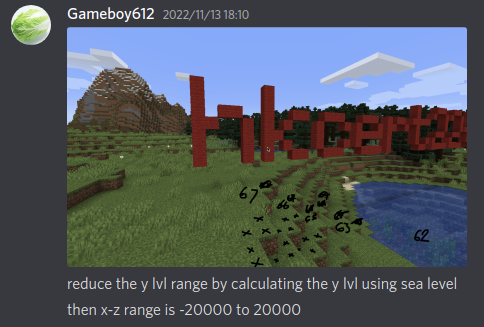 Gameboy612 2022/11/13 18:10
67
66
63
62
reduce the y lvl range by calculating the y lvl using sea level
then x-z range is -20000 to 20000